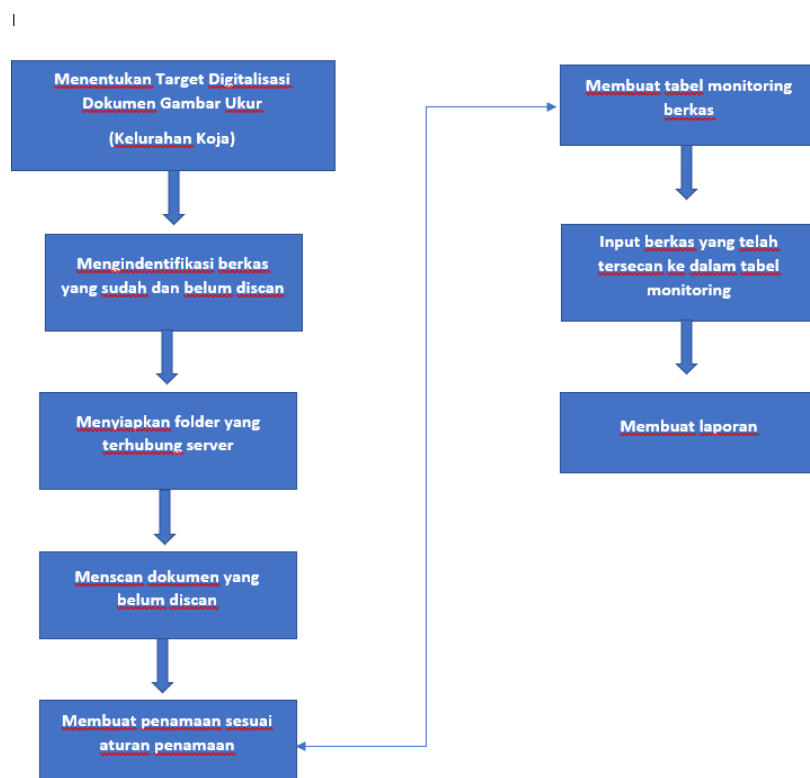 Menentukan Target Digitalisasi
Dokumen Gambar Ukur
(Kelurahan Koja)
Mengindentifikasi berkas
yang sudah dan belum discan
Menyiapkan folder yang
terhubung server
Menscan dokumen yang
belum discan
Membuat penamaan sesuai
aturan penamaan
Membuat tabel monitoring
berkas
Input berkas yang telah
tersecan ke dalam tabel
monitoring
Membuat laporan